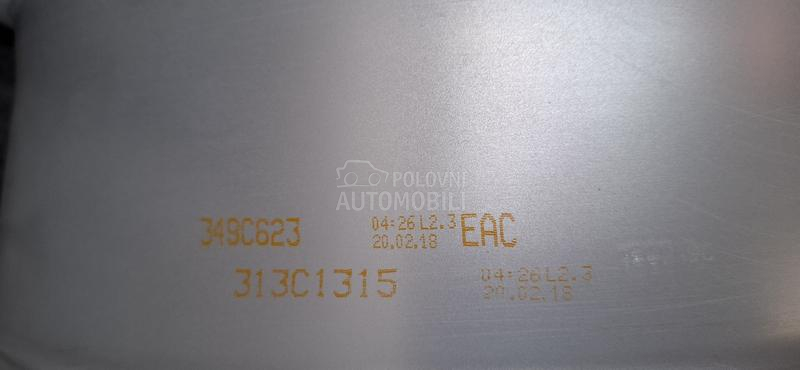 POLOVNI
AUTOMOBILI
349C623 04:26 L2.3 EAC
20.02.18
313C1315 04:26 L2.3
20.02.18